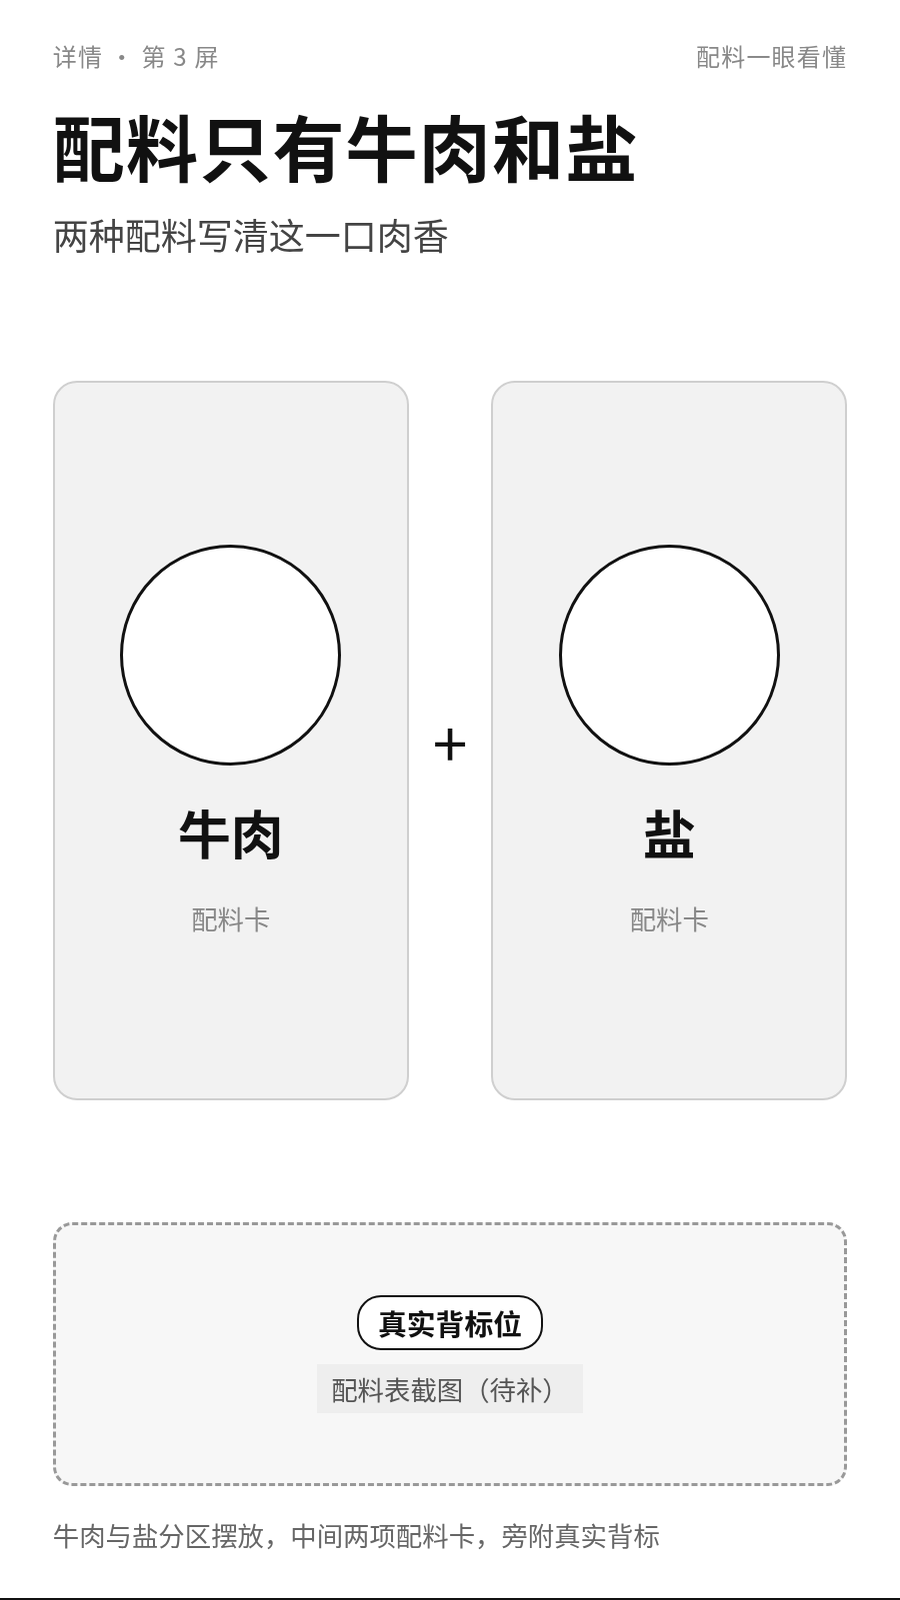 详情 · 第 3 屏
配料一眼看懂
配料只有牛肉和盐
两种配料写清这一口肉香
牛肉
配料卡
+
盐
配料卡
真实背标位
配料表截图（待补）
牛肉与盐分区摆放，中间两项配料卡，旁附真实背标